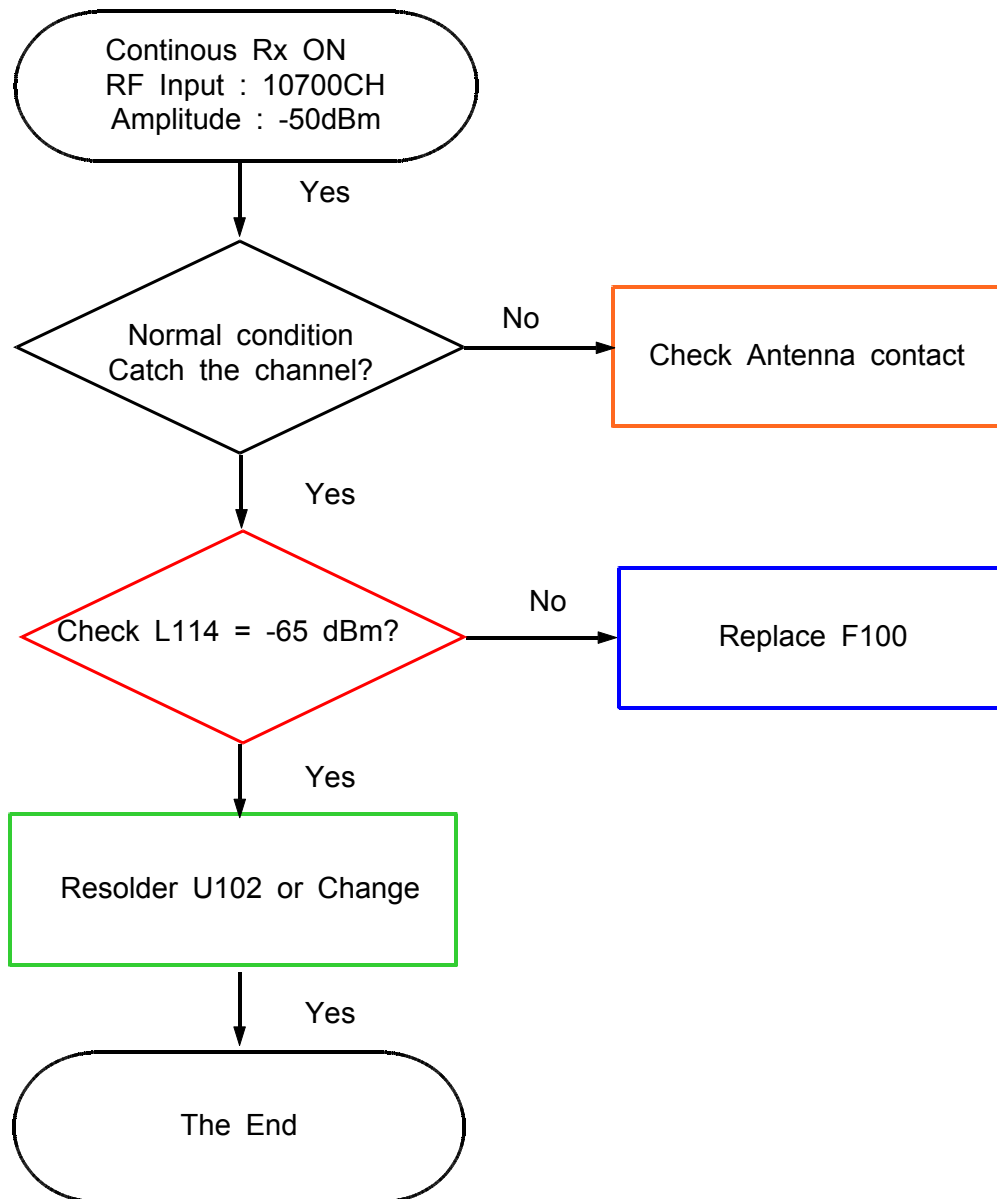 Continous Rx ON
RF Input : 10700CH
Amplitude : -50dBm
Yes
Normal condition
Catch the channel?
No
Check Antenna contact
Yes
Check L114 = -65 dBm?
No
Replace F100
Yes
Resolder U102 or Change
Yes
The End